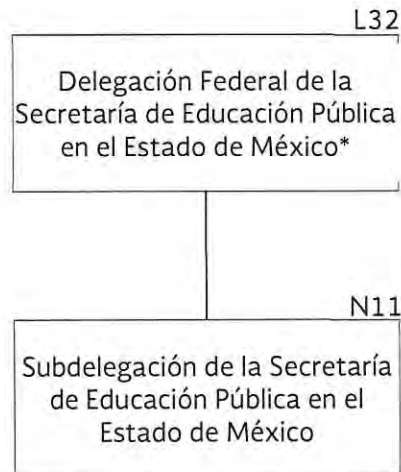 L32
Delegación Federal de la
Secretaría de Educación Pública
en el Estado de México*
N11
Subdelegación de la Secretaría
de Educación Pública en el
Estado de México